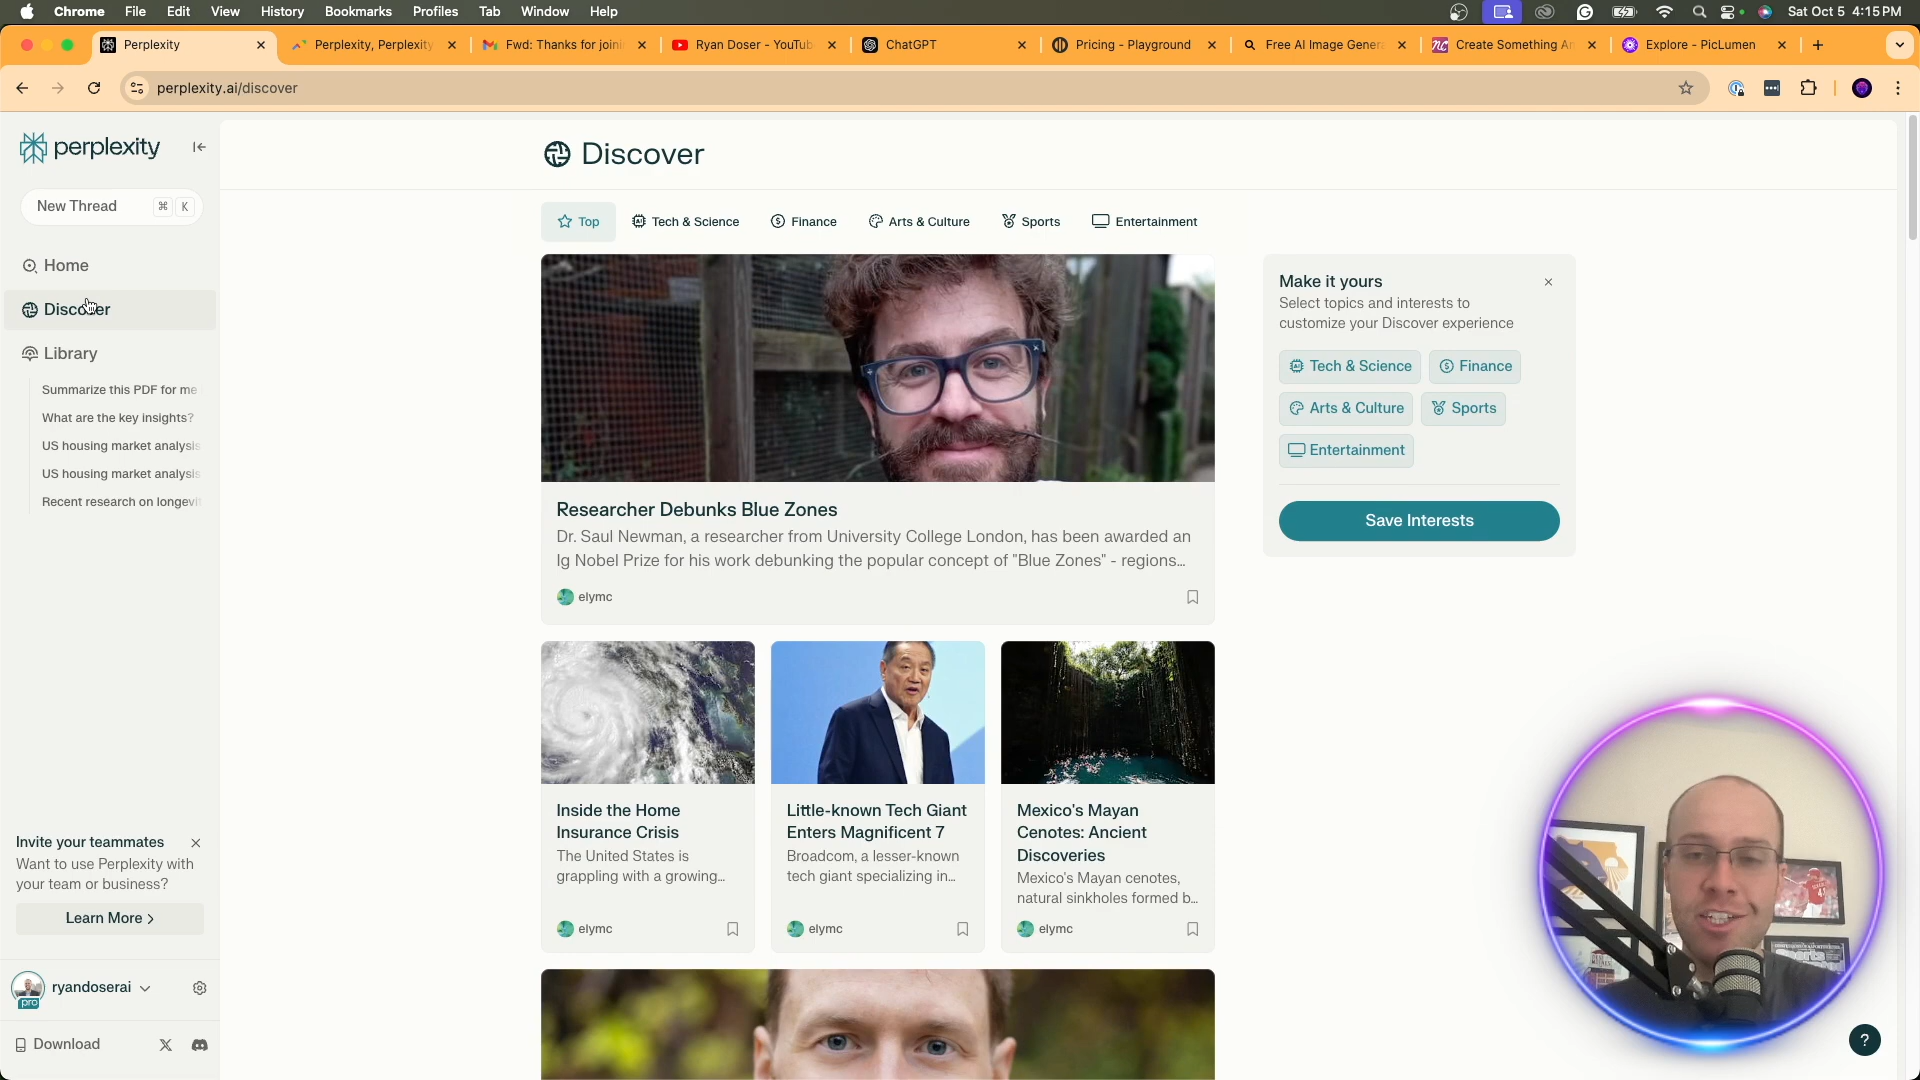 Chrome File Edit View History Bookmarks Profiles Tab Window Help Sat Oct 5 4:15 PM
Perplexity
Perplexity, Perplexity
Fwd: Thanks for joini
Ryan Doser - YouTub
ChatGPT
Pricing - Playground
Free AI Image Genera
Create Something Am
Explore - PicLumen
perplexity.ai/discover
perplexity
New Thread ⌘ K
Home
Discover
Library
Summarize this PDF for me
What are the key insights?
US housing market analysis
US housing market analysis
Recent research on longevit
Invite your teammates
Want to use Perplexity with
your team or business?
Learn More >
ryandoserai
pro
Download
Discover
Top Tech & Science Finance Arts & Culture Sports Entertainment
Researcher Debunks Blue Zones
Dr. Saul Newman, a researcher from University College London, has been awarded an
Ig Nobel Prize for his work debunking the popular concept of "Blue Zones" - regions...
elymc
Inside the Home
Insurance Crisis
The United States is
grappling with a growing...
elymc
Little-known Tech Giant
Enters Magnificent 7
Broadcom, a lesser-known
tech giant specializing in...
elymc
Mexico's Mayan
Cenotes: Ancient
Discoveries
Mexico's Mayan cenotes,
natural sinkholes formed b...
elymc
Make it yours
Select topics and interests to
customize your Discover experience
Tech & Science Finance
Arts & Culture Sports
Entertainment
Save Interests
?